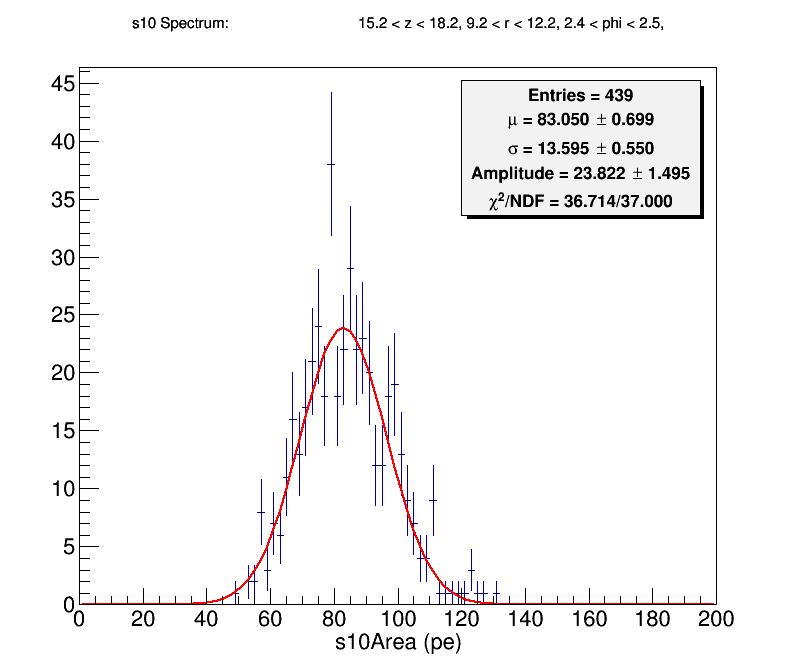 s10 Spectrum: 15.2 < z < 18.2, 9.2 < r < 12.2, 2.4 < phi < 2.5,
Entries = 439
μ = 83.050 ± 0.699
σ = 13.595 ± 0.550
Amplitude = 23.822 ± 1.495
χ²/NDF = 36.714/37.000
45
40
35
30
25
20
15
10
5
0
0 20 40 60 80 100 120 140 160 180 200
s10Area (pe)